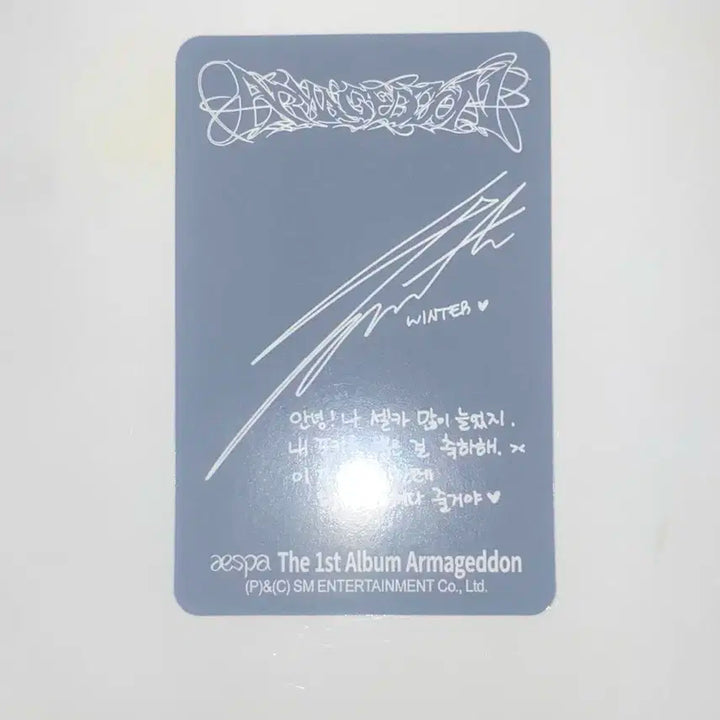 ARMAGEDDON
WINTER ♥
안녕! 나 셀카 많이 늘었지.
내 걸 축하해.
이
줄거야 ♥
aespa The 1st Album Armageddon
(P)&(C) SM ENTERTAINMENT Co., Ltd.